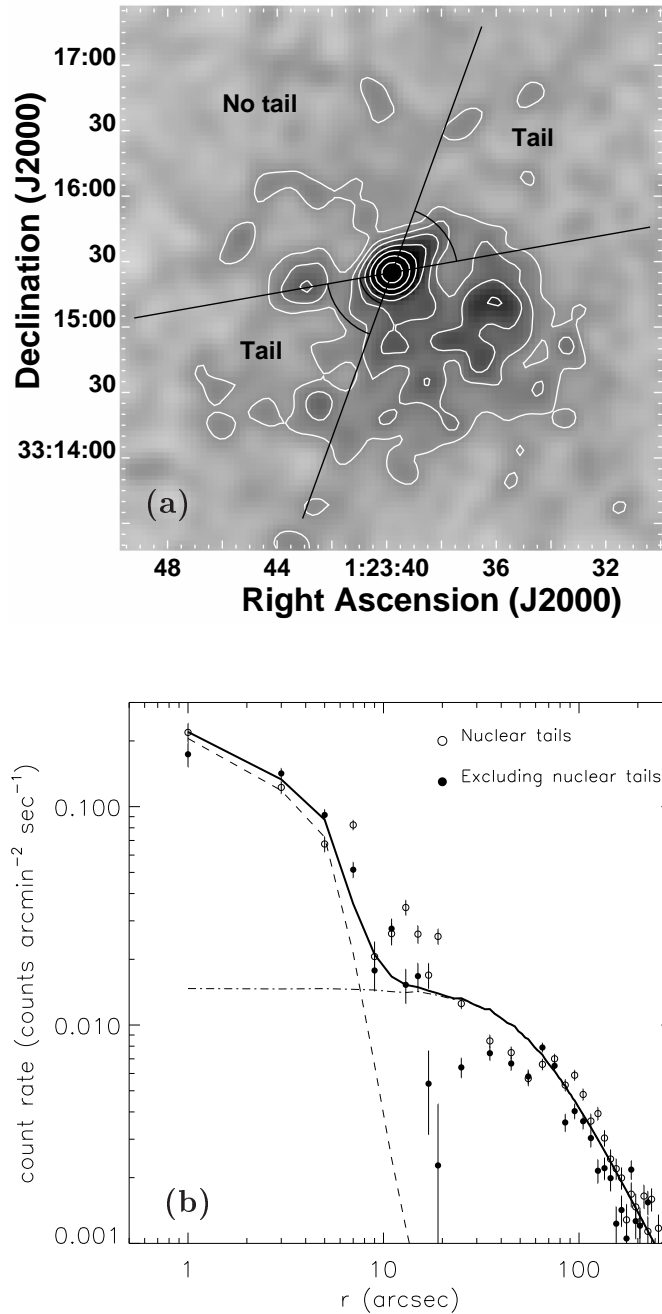 17:00
No tail
Tail
30
16:00
30
15:00
Tail
30
33:14:00
(a)
Declination (J2000)
48 44 1:23:40 36 32
Right Ascension (J2000)
Nuclear tails
Excluding nuclear tails
0.100
0.010
0.001
count rate (counts arcmin⁻² sec⁻¹)
(b)
1 10 100
r (arcsec)